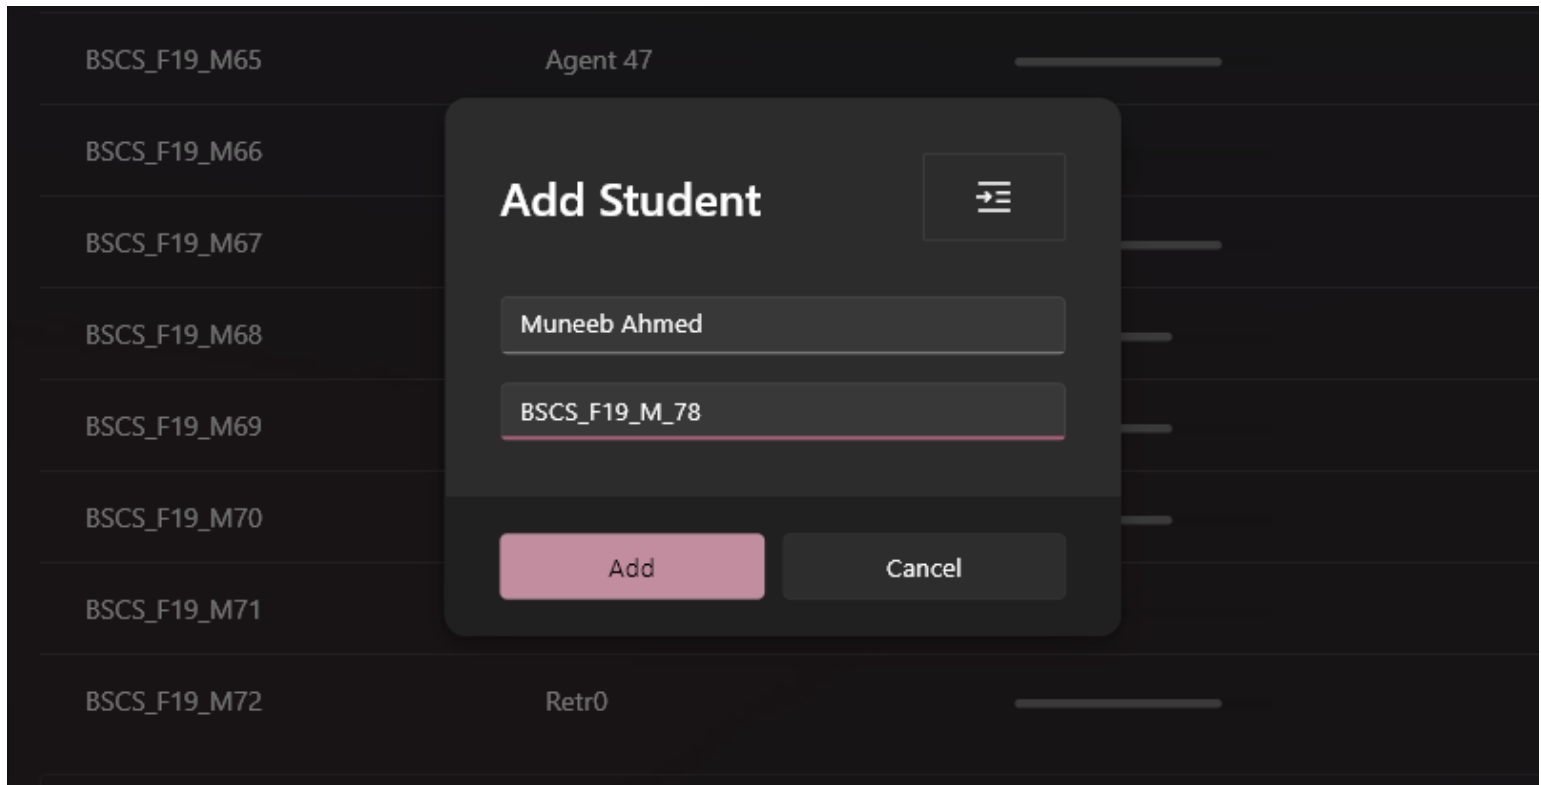 BSCS_F19_M65 Agent 47
BSCS_F19_M66
BSCS_F19_M67
BSCS_F19_M68
BSCS_F19_M69
BSCS_F19_M70
BSCS_F19_M71
BSCS_F19_M72 Retr0
Add Student
Muneeb Ahmed
BSCS_F19_M_78
Add Cancel